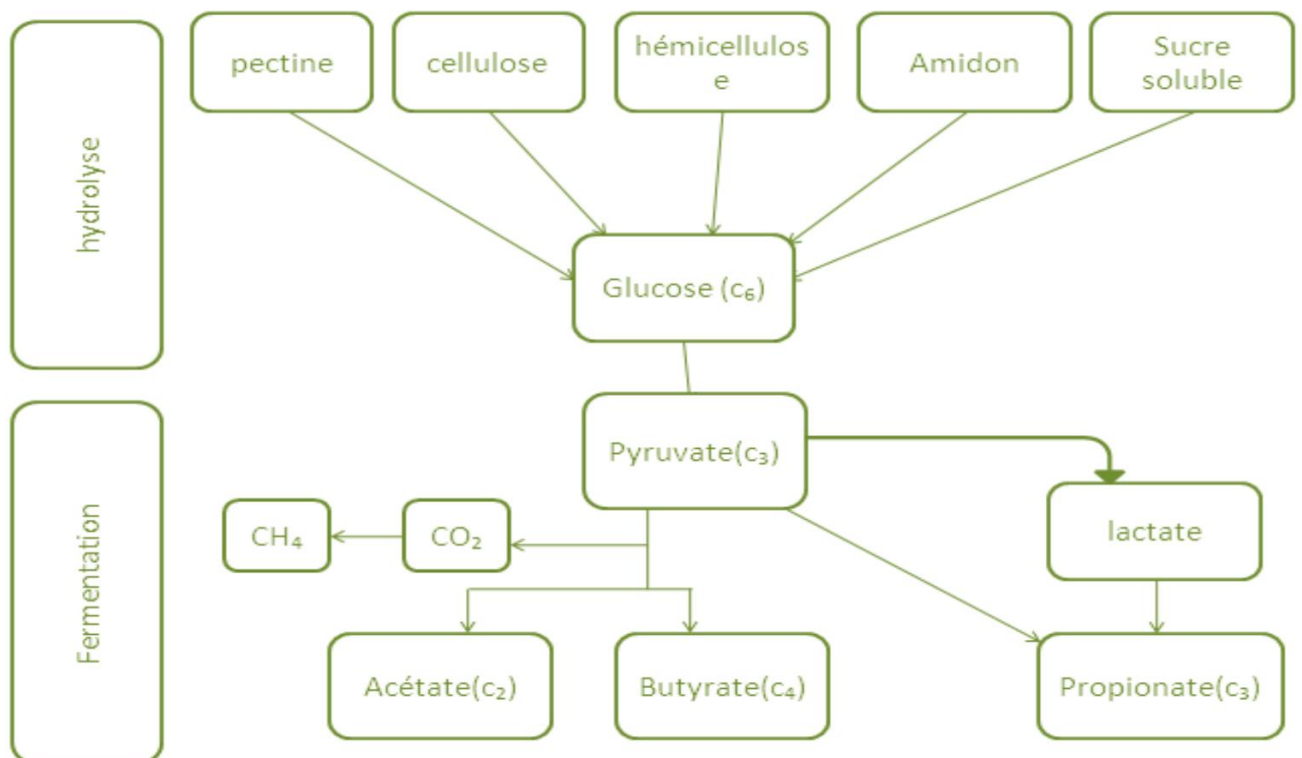 hydrolyse
pectine
cellulose
hémicellulos
e
Amidon
Sucre
soluble
Glucose (c₆)
Fermentation
Pyruvate(c₃)
CH₄
CO₂
lactate
Acétate(c₂)
Butyrate(c₄)
Propionate(c₃)